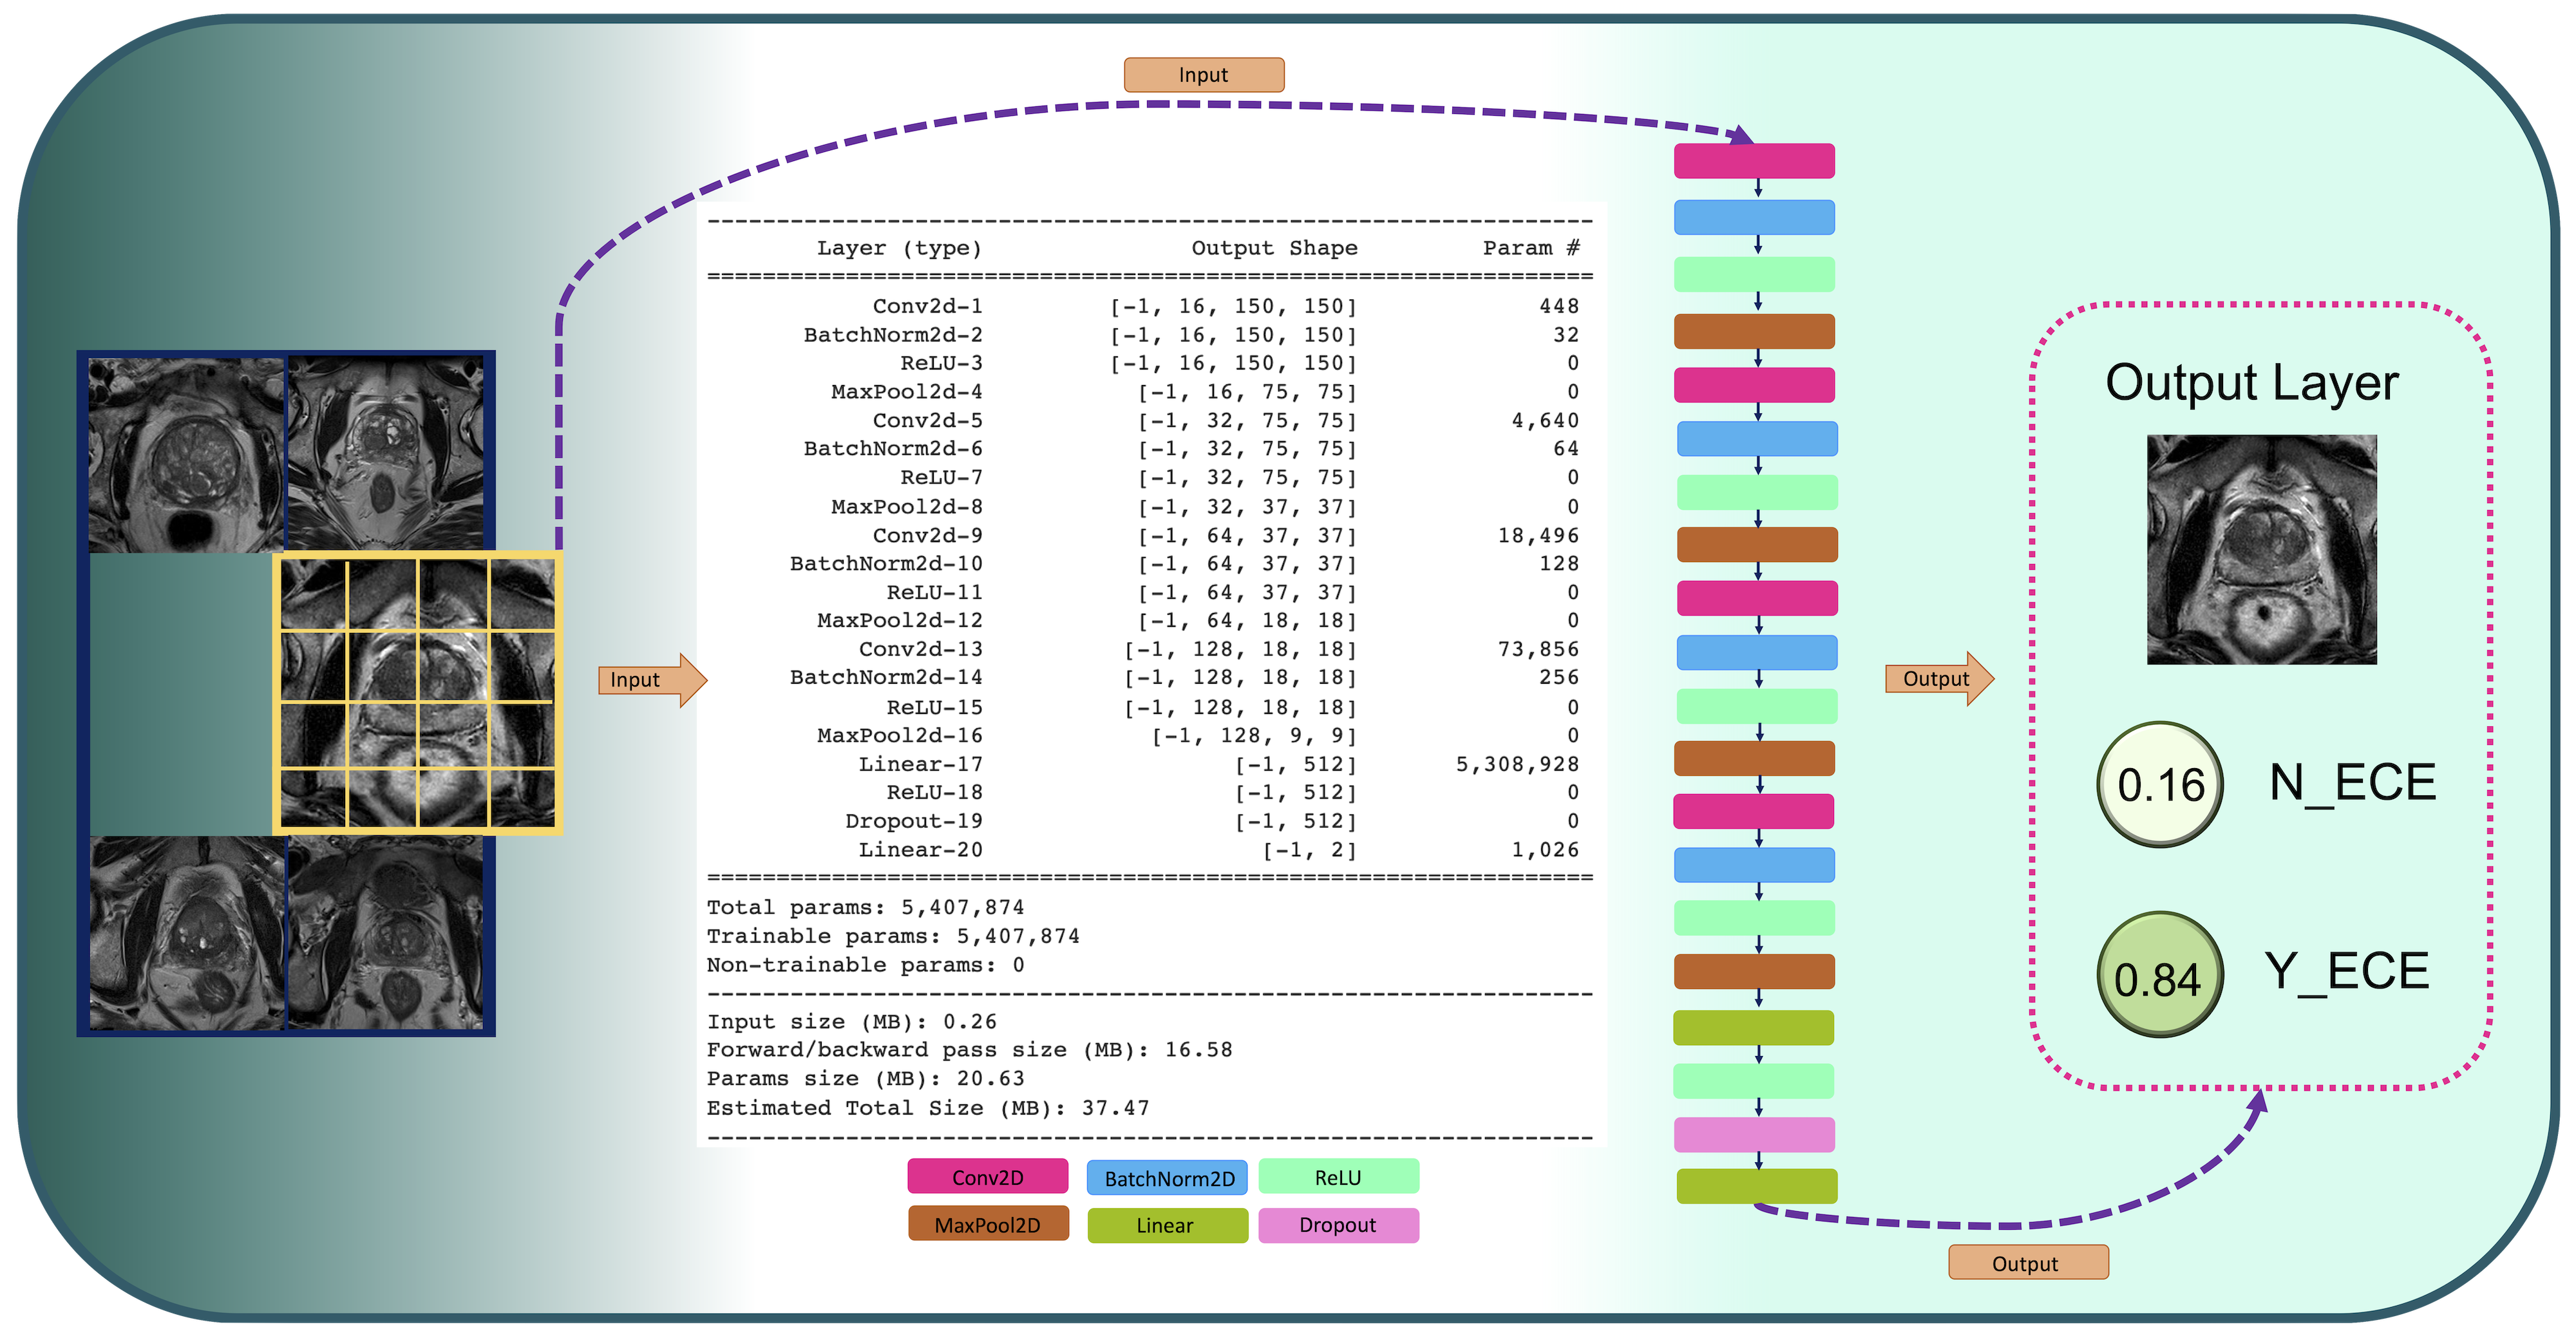 Input
--------------------------------------------------------------
Layer (type) Output Shape Param #
==============================================================
Conv2d-1 [-1, 16, 150, 150] 448
BatchNorm2d-2 [-1, 16, 150, 150] 32
ReLU-3 [-1, 16, 150, 150] 0
MaxPool2d-4 [-1, 16, 75, 75] 0
Conv2d-5 [-1, 32, 75, 75] 4,640
BatchNorm2d-6 [-1, 32, 75, 75] 64
ReLU-7 [-1, 32, 75, 75] 0
MaxPool2d-8 [-1, 32, 37, 37] 0
Conv2d-9 [-1, 64, 37, 37] 18,496
BatchNorm2d-10 [-1, 64, 37, 37] 128
ReLU-11 [-1, 64, 37, 37] 0
MaxPool2d-12 [-1, 64, 18, 18] 0
Conv2d-13 [-1, 128, 18, 18] 73,856
BatchNorm2d-14 [-1, 128, 18, 18] 256
ReLU-15 [-1, 128, 18, 18] 0
MaxPool2d-16 [-1, 128, 9, 9] 0
Linear-17 [-1, 512] 5,308,928
ReLU-18 [-1, 512] 0
Dropout-19 [-1, 512] 0
Linear-20 [-1, 2] 1,026
==============================================================
Total params: 5,407,874
Trainable params: 5,407,874
Non-trainable params: 0
--------------------------------------------------------------
Input size (MB): 0.26
Forward/backward pass size (MB): 16.58
Params size (MB): 20.63
Estimated Total Size (MB): 37.47
--------------------------------------------------------------
Input
Conv2D BatchNorm2D ReLU
MaxPool2D Linear Dropout
Output
Output Layer
0.16 N_ECE
0.84 Y_ECE
Output